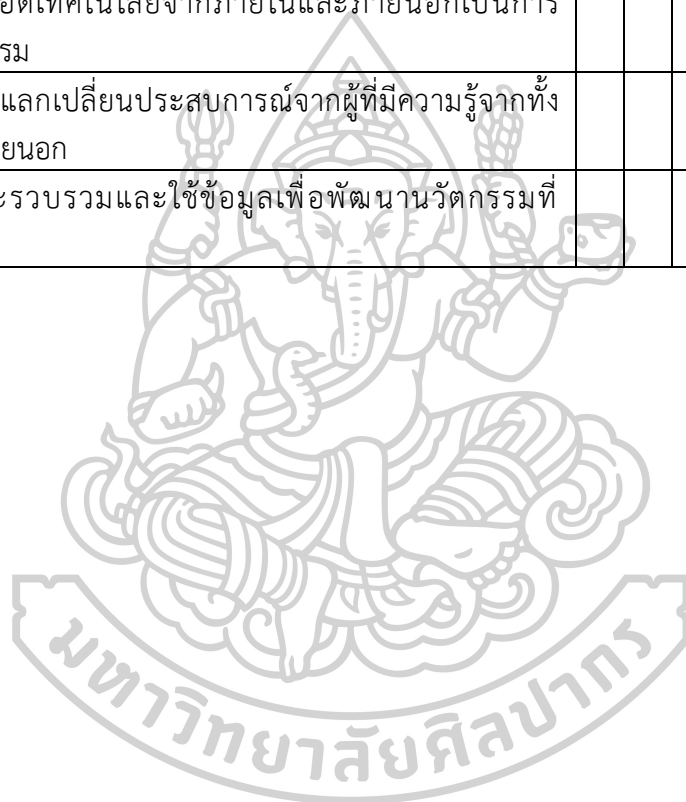 อดเทคโนโลยีจากภายในและภายนอกเป็นการ
รม
แลกเปลี่ยนประสบการณ์จากผู้ที่มีความรู้จากทั้ง
ยนอก
ะรวบรวมและใช้ข้อมูลเพื่อพัฒนานวัตกรรมที่
มหาวิทยาลัยศิลปากร